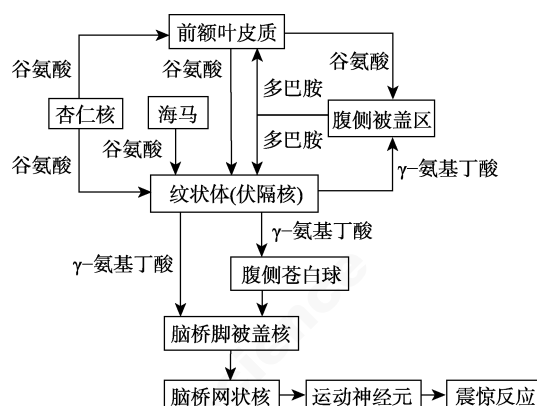 前额叶皮质
谷氨酸
谷氨酸
谷氨酸
多巴胺
杏仁核
海马
腹侧被盖区
多巴胺
谷氨酸
谷氨酸
γ-氨基丁酸
纹状体(伏隔核)
γ-氨基丁酸
γ-氨基丁酸
腹侧苍白球
脑桥脚被盖核
脑桥网状核
运动神经元
震惊反应